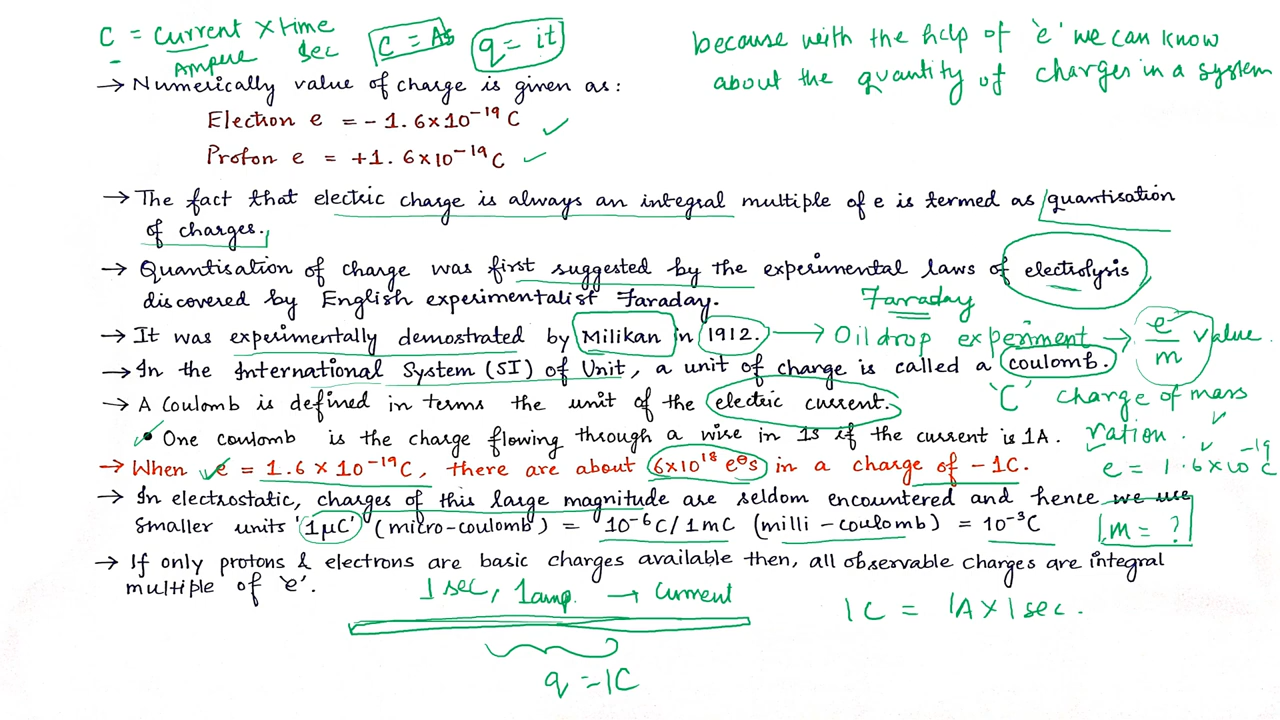 C = current × time
Ampere sec
C = As
q = it
because with the help of 'e' we can know
about the quantity of charges in a system
→ Numerically value of charge is given as:
Electron e = - 1.6×10⁻¹⁹ C
Proton e = +1.6×10⁻¹⁹ C
→ The fact that electric charge is always an integral multiple of e is termed as quantisation
of charges.
→ Quantisation of charge was first suggested by the experimental laws of electrolysis
discovered by English experimentalist Faraday.
Faraday
→ It was experimentally demostrated by Milikan in 1912. → Oil drop experiment → e/m value.
→ In the International System (SI) of Unit, a unit of charge is called a coulomb.
'C' charge of mass
→ A Coulomb is defined in terms the unit of the electric current.
• One coulomb is the charge flowing through a wise in 1s if the current is 1A.
ration.
→ When e = 1.6 × 10⁻¹⁹C, there are about 6×10¹⁸ e⊖s in a charge of -1C.
e = 1.6×10⁻¹⁹ C
→ In electrostatic, charges of this large magnitude are seldom encountered and hence we use
smaller units '1μC' (micro-coulomb) = 10⁻⁶C/1mC (milli-coulomb) = 10⁻³C
m = ?
→ If only protons & electrons are basic charges available then, all observable charges are integral
multiple of 'e'.
1 sec, 1 amp. → current
1C = 1A × 1 sec.
q = 1C